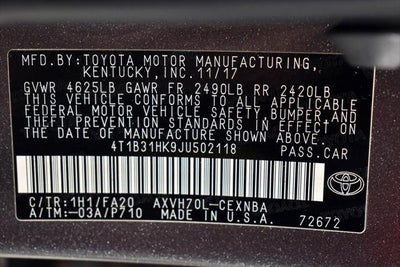 MFD.BY:TOYOTA MOTOR MANUFACTURING,
KENTUCKY,INC.11/17
GVWR 4625LB GAWR FR 2490LB RR 2420LB
THIS VEHICLE CONFORMS TO ALL
APPLICABLE FEDERAL MOTOR VEHICLE
SAFETY, BUMPER, AND THEFT
PREVENTION STANDARDS IN EFFECT
ON THE DATE OF MANUFACTURE
SHOWN ABOVE.
4T1B31HK9JU502118 PASS.CAR
C/TR:1H1/FA20 AXVH70L-CEXNBA
A/TM:-03A/P710 MADE IN U.S.A.
TOYOTA
72672